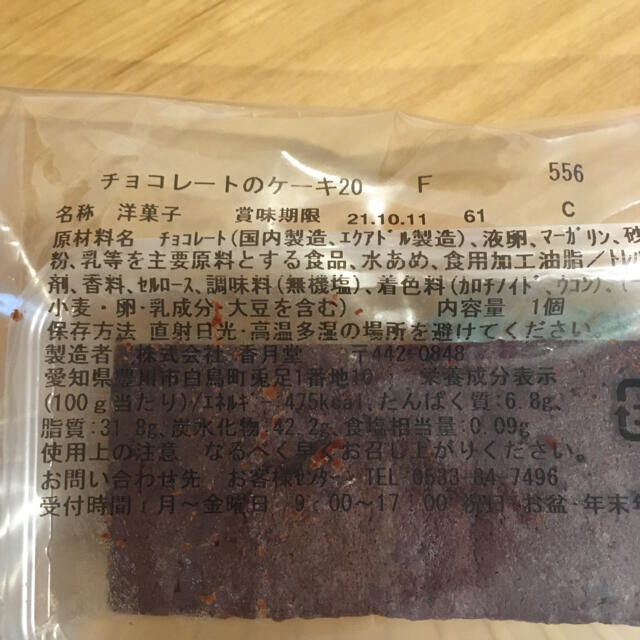 チョコレートのケーキ20 F 556
名称 洋菓子 賞味期限 21.10.11 61 C
原材料名 チョコレート(国内製造、エクアドル製造)、液卵、マーガリン、砂
粉、乳等を主要原料とする食品、水あめ、食用加工油脂／トレハ
剤、香料、セルロース、調味料(無機塩)、着色料(カロチノイド、ウコン)、(
小麦・卵・乳成分・大豆を含む) 内容量 1個
保存方法 直射日光・高温多湿の場所を避けてください
製造者 株式会社 香月堂 〒442-0848
愛知県豊川市白鳥町兎足1番地10 栄養成分表示
(100g当たり)/エネルギー 475kcal、たんぱく質:6.8g、
脂質:31.8g、炭水化物:42.2g、食塩相当量:0.09g
使用上の注意 なるべく早くお召し上がりください。
お問い合わせ先 お客様センター TEL 0533-84-7496
受付時間 月～金曜日 9:00～17:00 祝日・お盆・年末年